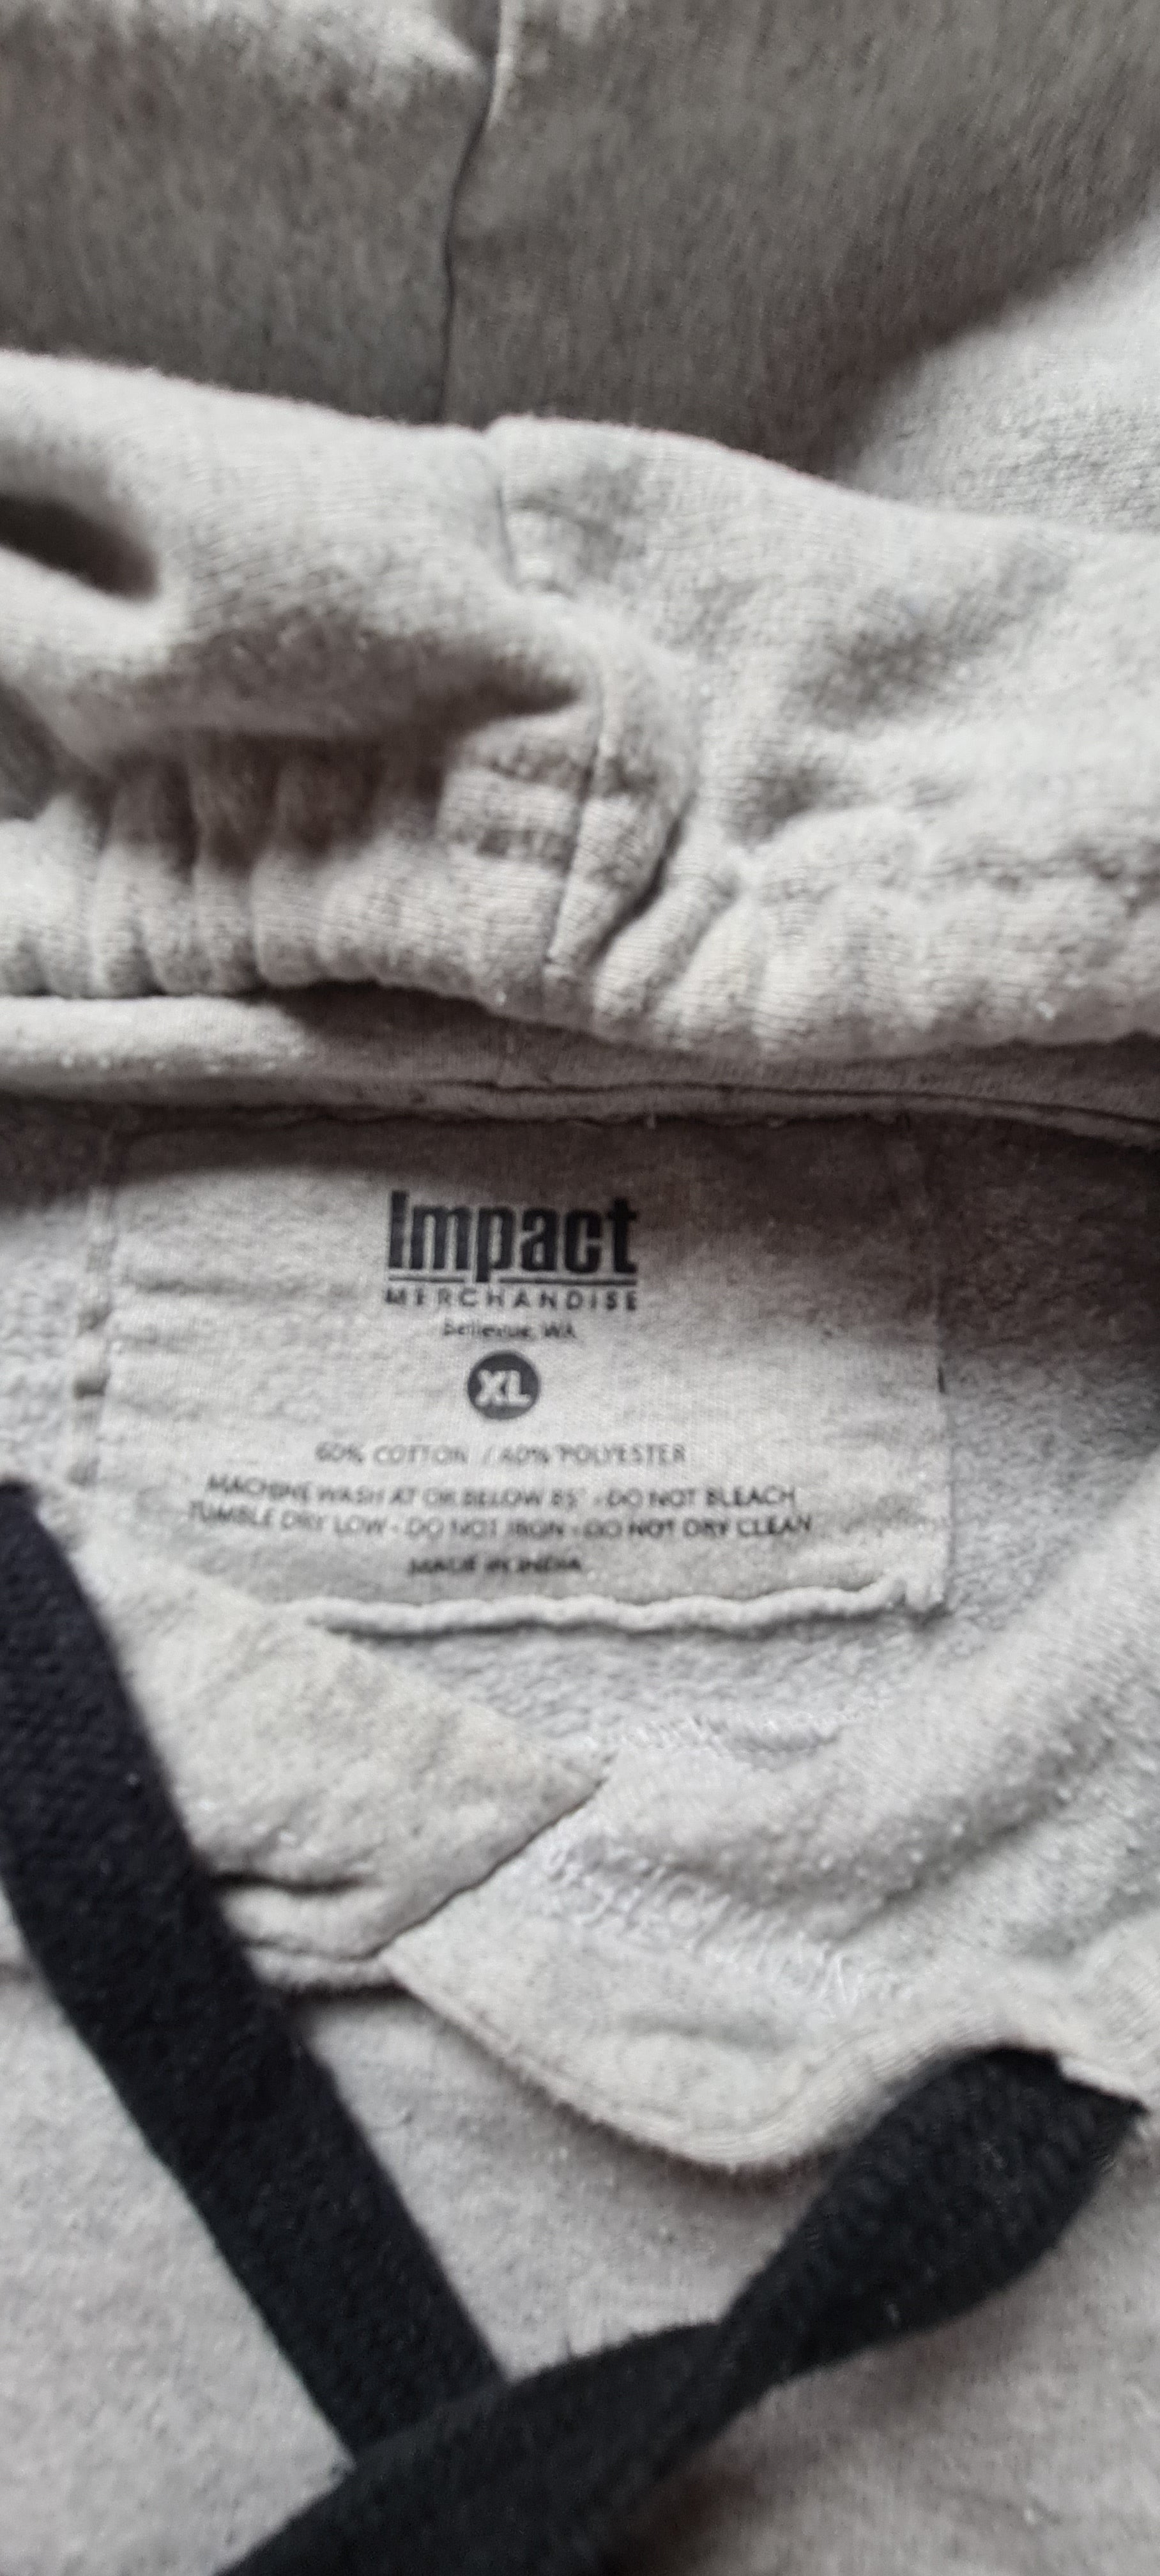 Impact
MERCHANDISE
Bellevue, WA
XL
60% COTTON / 40% POLYESTER
MACHINE WASH AT OR BELOW 85° - DO NOT BLEACH
TUMBLE DRY LOW - DO NOT IRON - DO NOT DRY CLEAN
MADE IN INDIA